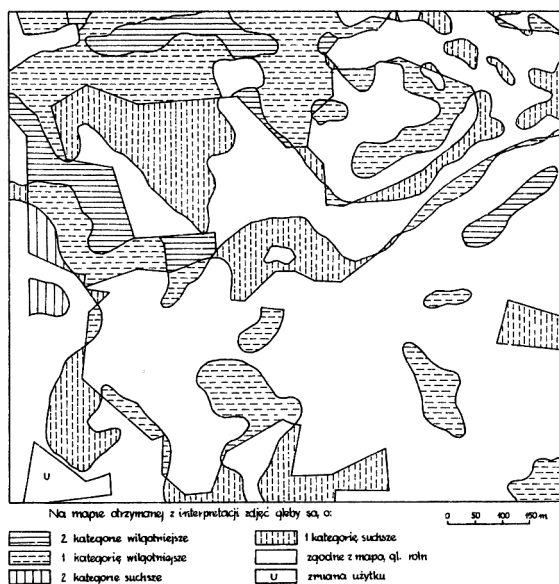 U
Na mapie otrzymanej z interpretacji zdjęć gleby są, o:
2 kategorie wilgotniejsze
1 kategorię wilgotniejsze
2 kategorie suchsze
1 kategorię suchsze
zgodne z mapą gl. roln
U zmiana użytku
0 50 100 150 m